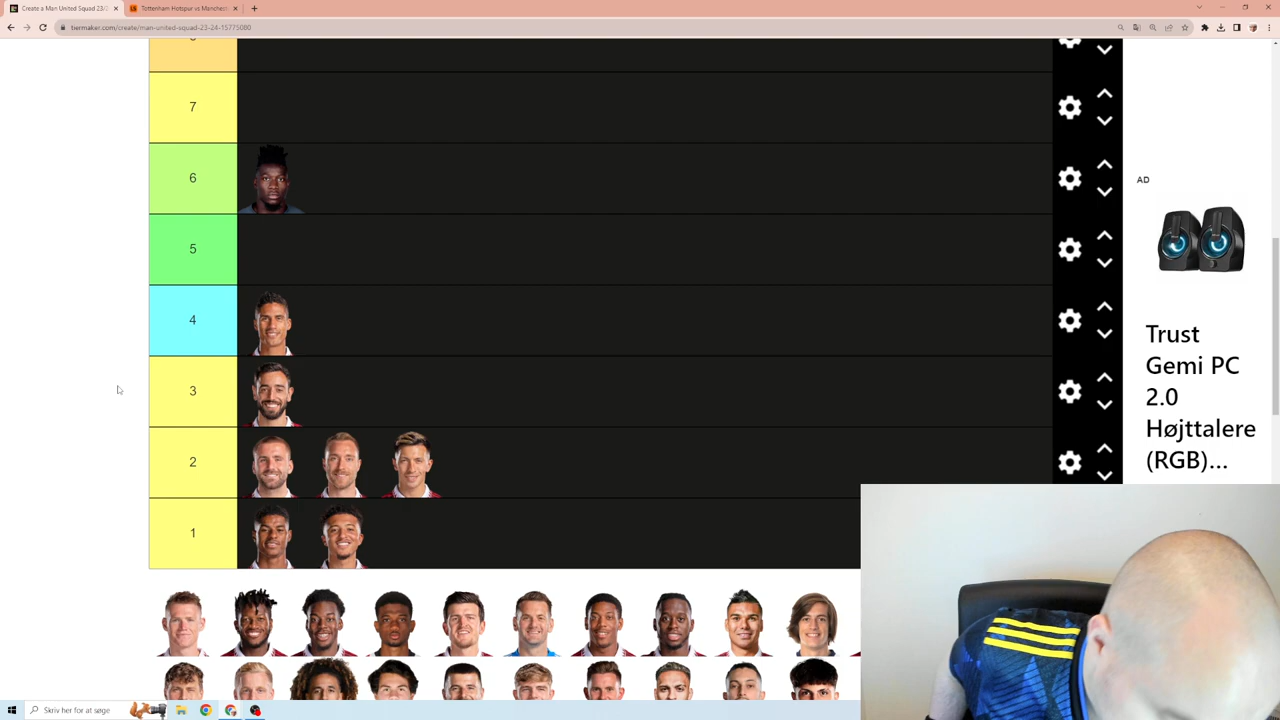 Create a Man United Squad 23/2
Tottenham Hotspur vs Manchest
tiermaker.com/create/man-united-squad-23-24-15775080
7
6
5
4
3
2
1
AD
Trust
Gemi PC
2.0
Højttalere
(RGB)...
Skriv her for at søge